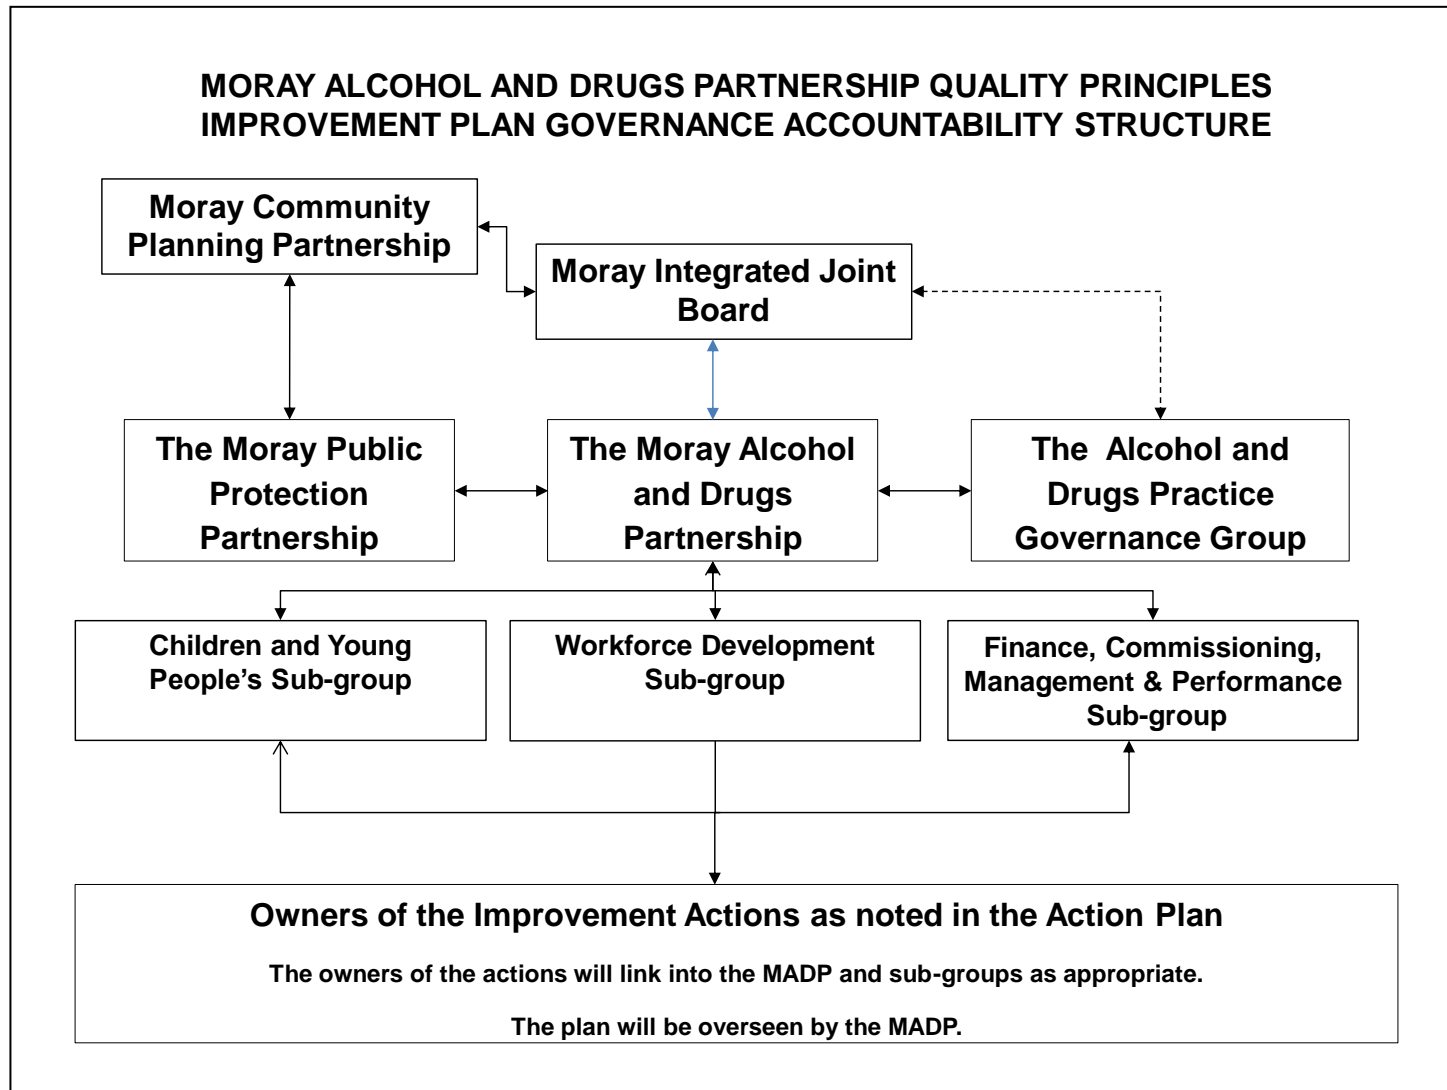 MORAY ALCOHOL AND DRUGS PARTNERSHIP QUALITY PRINCIPLES
IMPROVEMENT PLAN GOVERNANCE ACCOUNTABILITY STRUCTURE
Moray Community
Planning Partnership
Moray Integrated Joint
Board
The Moray Public
Protection
Partnership
The Moray Alcohol
and Drugs
Partnership
The Alcohol and
Drugs Practice
Governance Group
Children and Young
People's Sub-group
Workforce Development
Sub-group
Finance, Commissioning,
Management & Performance
Sub-group
Owners of the Improvement Actions as noted in the Action Plan
The owners of the actions will link into the MADP and sub-groups as appropriate.
The plan will be overseen by the MADP.